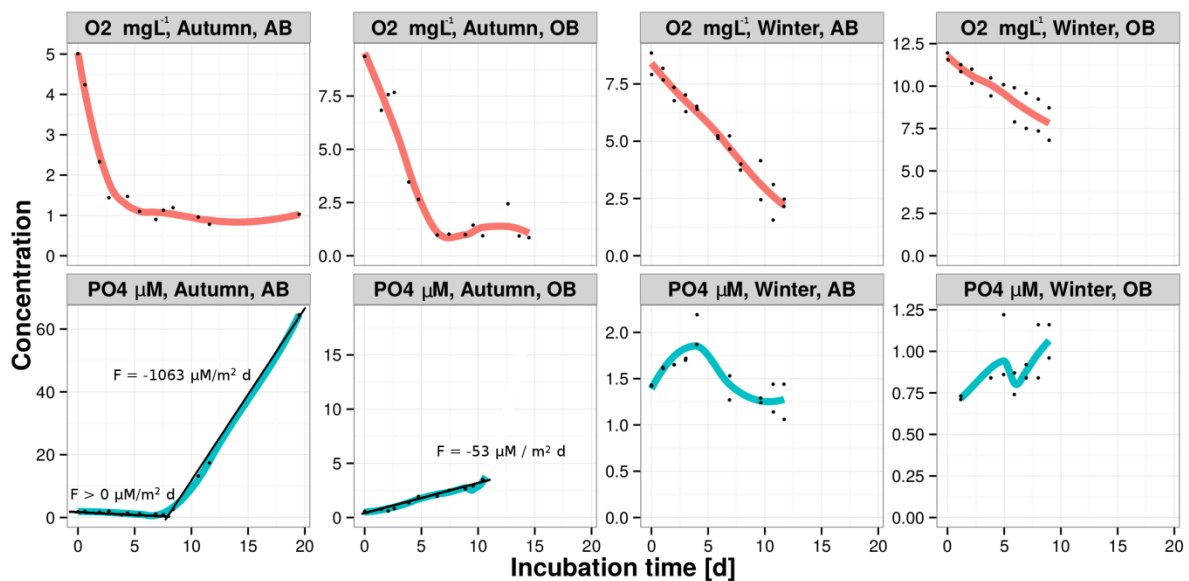 O2 mgL⁻¹, Autumn, AB
O2 mgL⁻¹, Autumn, OB
O2 mgL⁻¹, Winter, AB
O2 mgL⁻¹, Winter, OB
5
4
3
2
1
0
7.5
5.0
2.5
0.0
7.5
5.0
2.5
0.0
12.5
10.0
7.5
5.0
2.5
0.0
Concentration
PO4 μM, Autumn, AB
PO4 μM, Autumn, OB
PO4 μM, Winter, AB
PO4 μM, Winter, OB
60
40
20
0
F = -1063 μM/m² d
F > 0 μM/m² d
15
10
5
0
F = -53 μM / m² d
2.0
1.5
1.0
0.5
0.0
1.25
1.00
0.75
0.50
0.25
0.00
0 5 10 15 20
0 5 10 15 20
0 5 10 15 20
0 5 10 15 20
Incubation time [d]